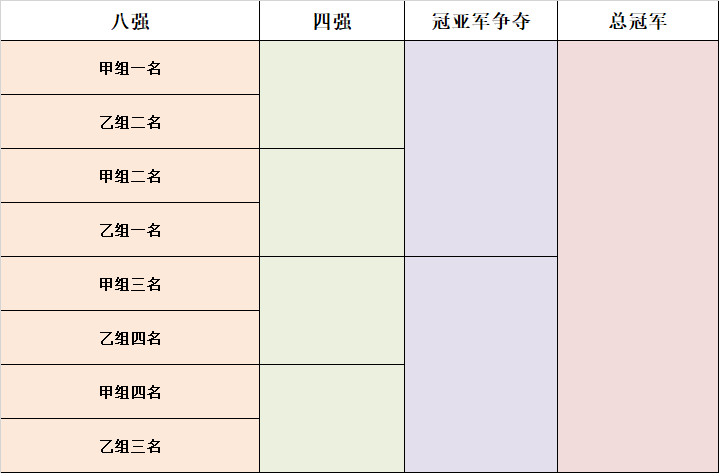 八强 四强 冠亚军争夺 总冠军
甲组一名
乙组二名
甲组二名
乙组一名
甲组三名
乙组四名
甲组四名
乙组三名